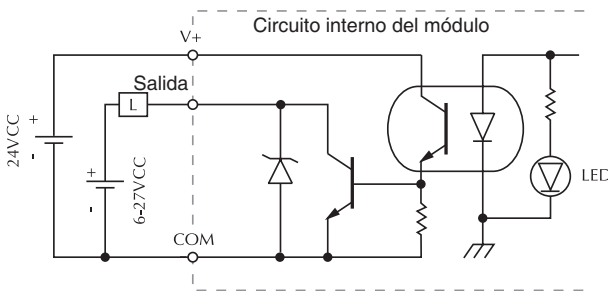 Circuito interno del módulo
V+
Salida
L
24VCC
+
-
+
-
6-27VCC
COM
LED